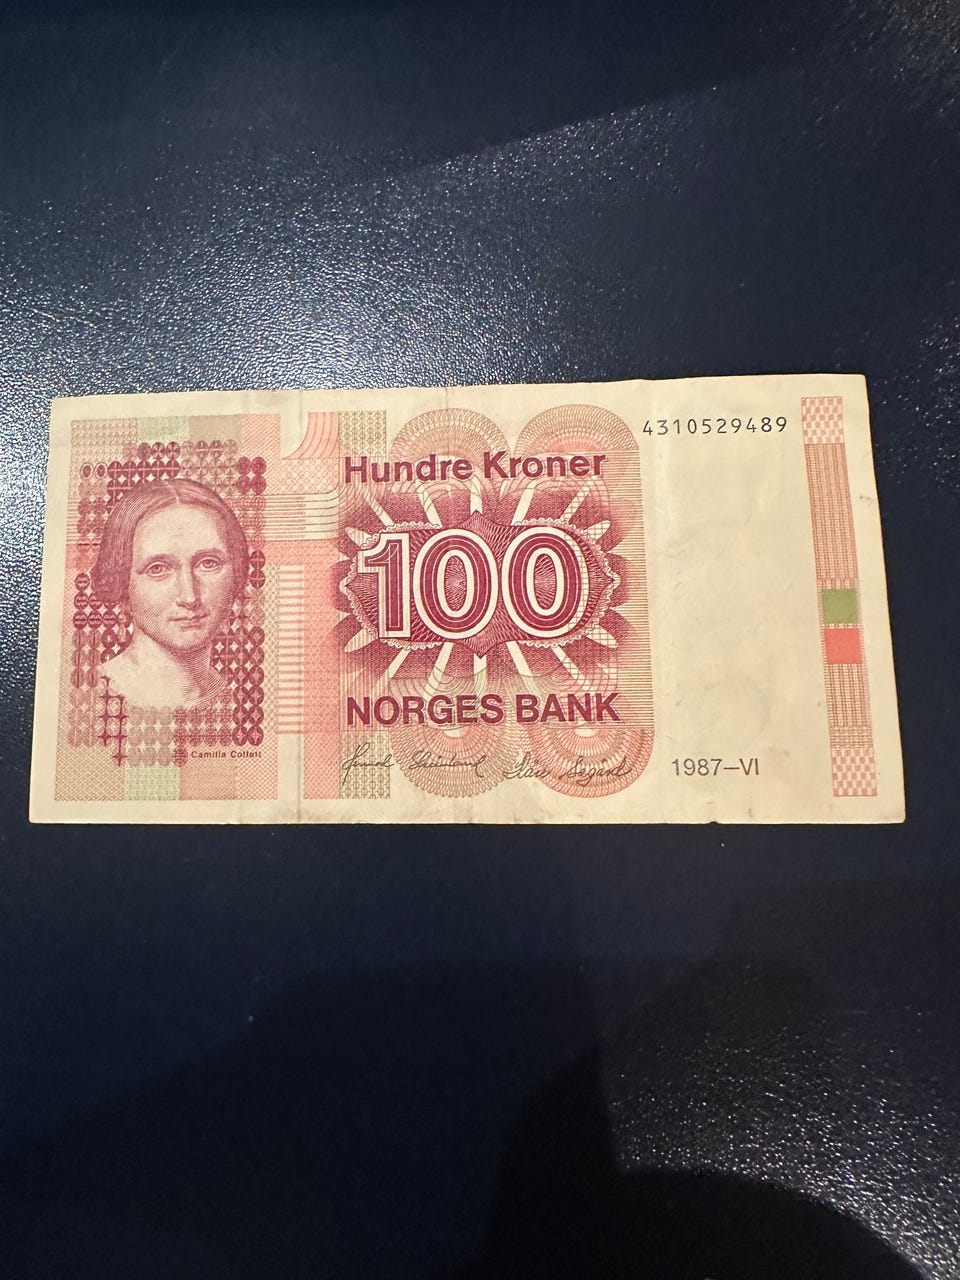 4310529489
Hundre Kroner
100
NORGES BANK
Camilla Collett
1987–VI